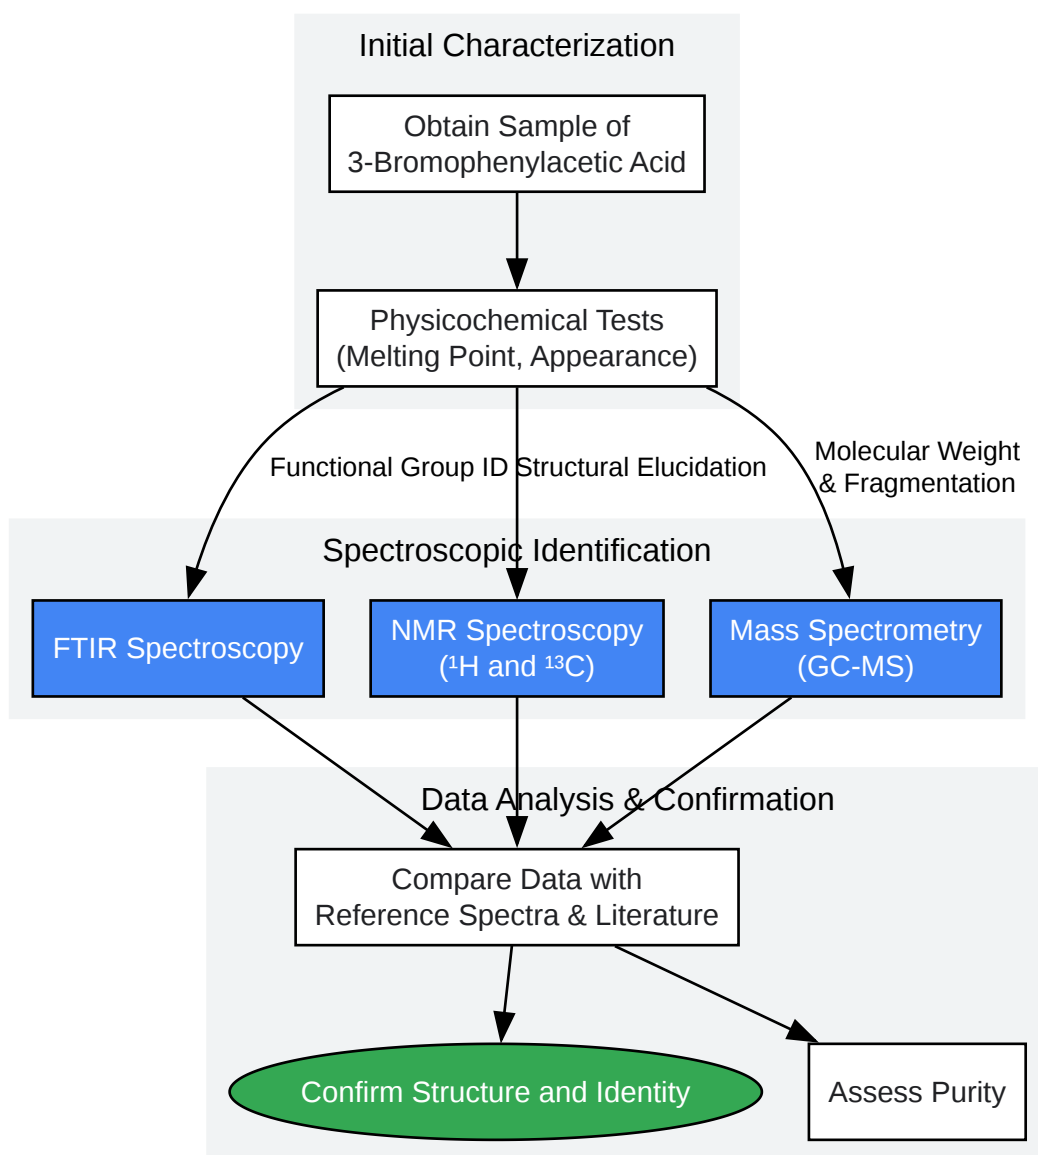 Initial Characterization
Obtain Sample of
3-Bromophenylacetic Acid
Physicochemical Tests
(Melting Point, Appearance)
Functional Group ID
Structural Elucidation
Molecular Weight
& Fragmentation
Spectroscopic Identification
FTIR Spectroscopy
NMR Spectroscopy
(¹H and ¹³C)
Mass Spectrometry
(GC-MS)
Data Analysis & Confirmation
Compare Data with
Reference Spectra & Literature
Confirm Structure and Identity
Assess Purity